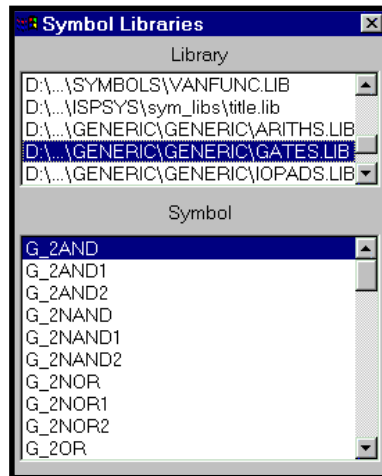 Symbol Libraries
Library
D:\...\SYMBOLS\VANFUNC.LIB
D:\...\ISPSYS\sym_libs\title.lib
D:\...\GENERIC\GENERIC\ARITHS.LIB
D:\...\GENERIC\GENERIC\GATES.LIB
D:\...\GENERIC\GENERIC\IOPADS.LIB
Symbol
G_2AND
G_2AND1
G_2AND2
G_2NAND
G_2NAND1
G_2NAND2
G_2NOR
G_2NOR1
G_2NOR2
G_2OR